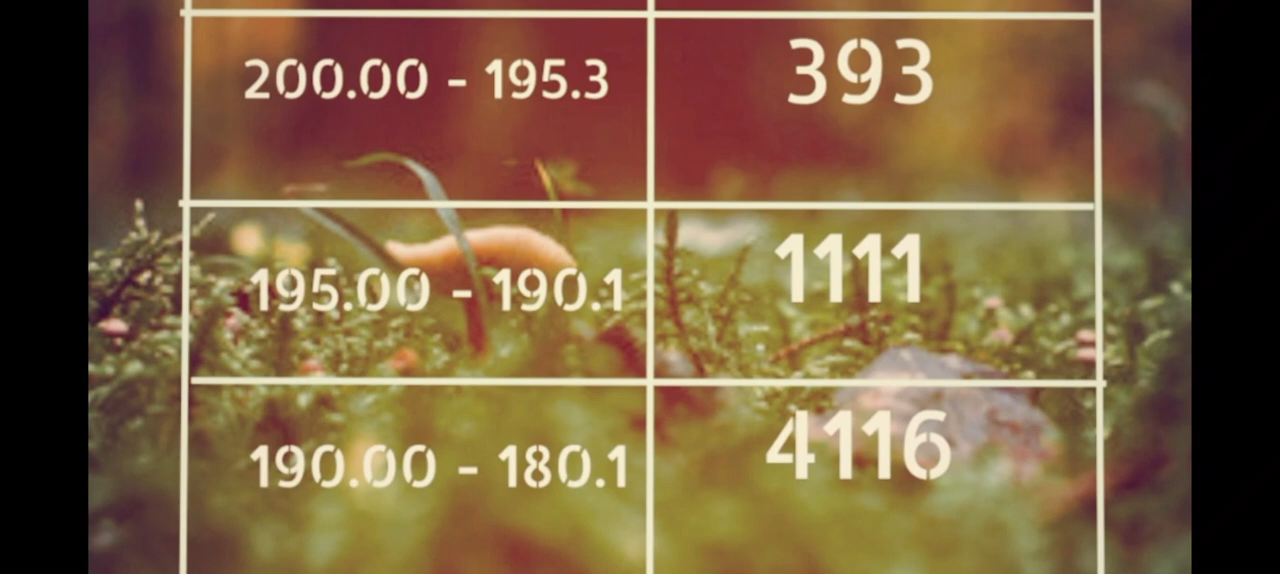 200.00 - 195.3 393
195.00 - 190.1 1111
190.00 - 180.1 4116